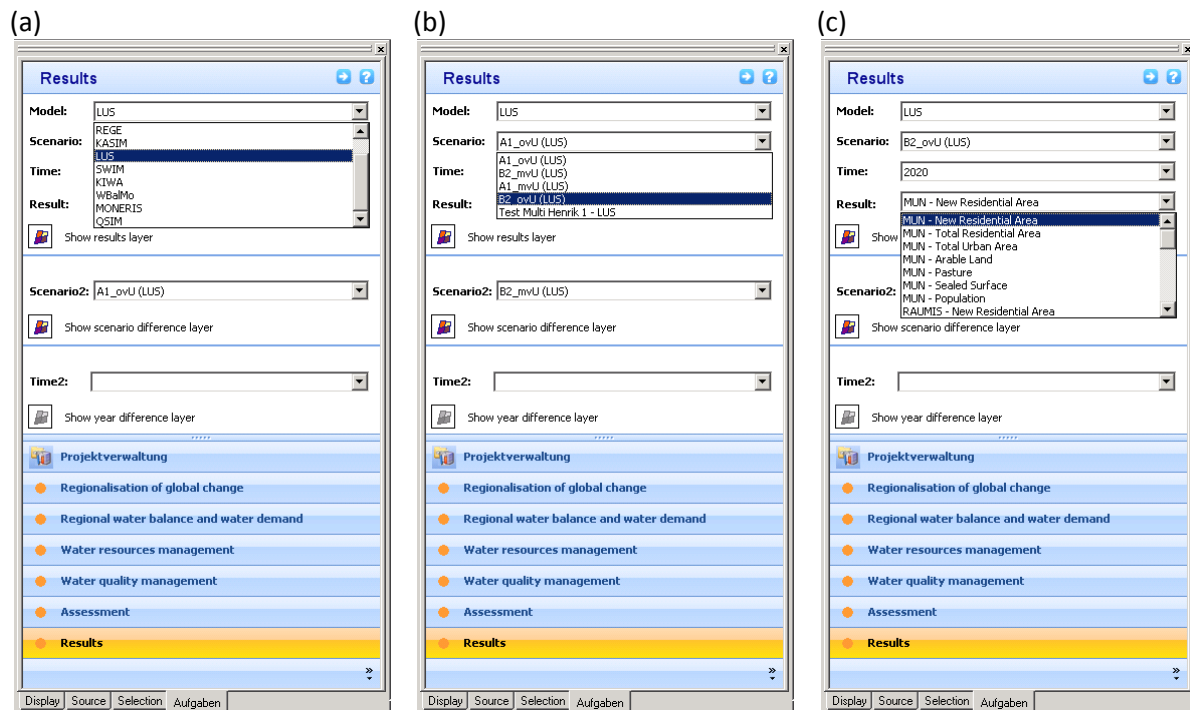 (a)
Results
Model: LUS
REGE
Scenario: KASIM
LUS
Time: SWIM
KIWA
WBalMo
Result: MONERIS
QSIM
Show results layer
Scenario2: A1_ovU (LUS)
Show scenario difference layer
Time2:
Show year difference layer
Projektverwaltung
Regionalisation of global change
Regional water balance and water demand
Water resources management
Water quality management
Assessment
Results
Display Source Selection Aufgaben
(b)
Results
Model: LUS
Scenario: A1_ovU (LUS)
A1_ovU (LUS)
Time: B2_mvU (LUS)
A1_mvU (LUS)
Result: B2_ovU (LUS)
Test Multi Henrik 1 - LUS
Show results layer
Scenario2: B2_mvU (LUS)
Show scenario difference layer
Time2:
Show year difference layer
Projektverwaltung
Regionalisation of global change
Regional water balance and water demand
Water resources management
Water quality management
Assessment
Results
Display Source Selection Aufgaben
(c)
Results
Model: LUS
Scenario: B2_ovU (LUS)
Time: 2020
Result: MUN - New Residential Area
MUN - New Residential Area
Show MUN - Total Residential Area
MUN - Total Urban Area
MUN - Arable Land
MUN - Pasture
Scenario2: MUN - Sealed Surface
MUN - Population
RAUMIS - New Residential Area
Show scenario difference layer
Time2:
Show year difference layer
Projektverwaltung
Regionalisation of global change
Regional water balance and water demand
Water resources management
Water quality management
Assessment
Results
Display Source Selection Aufgaben